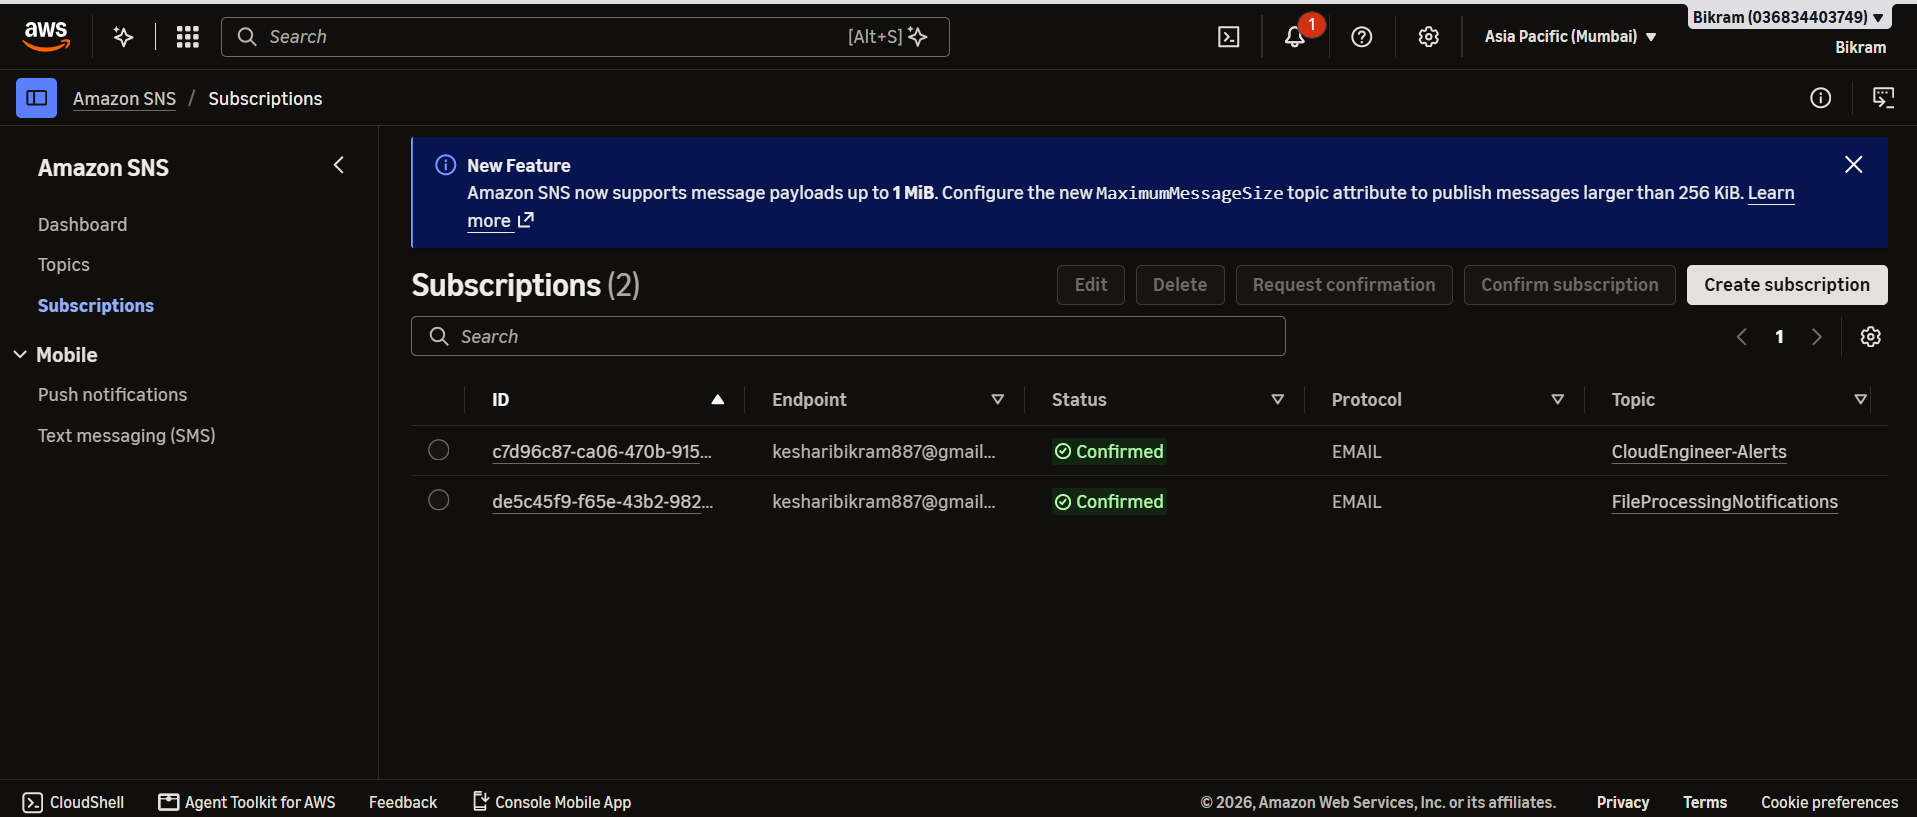 aws
Search
[Alt+S]
1
Asia Pacific (Mumbai)
Bikram (036834403749)
Bikram
Amazon SNS / Subscriptions
Amazon SNS
Dashboard
Topics
Subscriptions
Mobile
Push notifications
Text messaging (SMS)
New Feature
Amazon SNS now supports message payloads up to 1 MiB. Configure the new MaximumMessageSize topic attribute to publish messages larger than 256 KiB. Learn
more
Subscriptions (2)
Edit
Delete
Request confirmation
Confirm subscription
Create subscription
Search
1
ID Endpoint Status Protocol Topic
c7d96c87-ca06-470b-915... kesharibikram887@gmail... Confirmed EMAIL CloudEngineer-Alerts
de5c45f9-f65e-43b2-982... kesharibikram887@gmail... Confirmed EMAIL FileProcessingNotifications
CloudShell Agent Toolkit for AWS Feedback Console Mobile App © 2026, Amazon Web Services, Inc. or its affiliates. Privacy Terms Cookie preferences